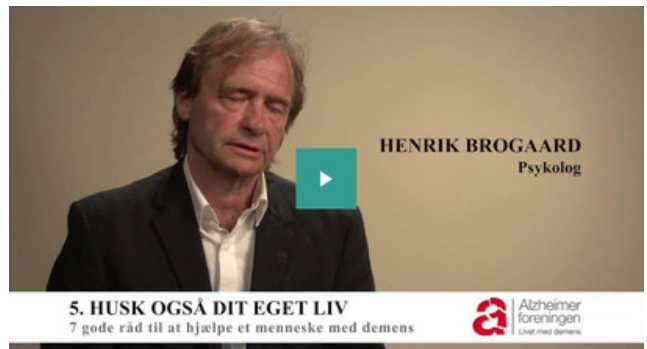 HENRIK BROGAARD
Psykolog
5. HUSK OGSÅ DIT EGET LIV
7 gode råd til at hjælpe et menneske med demens
Alzheimer
foreningen
Livet med demens